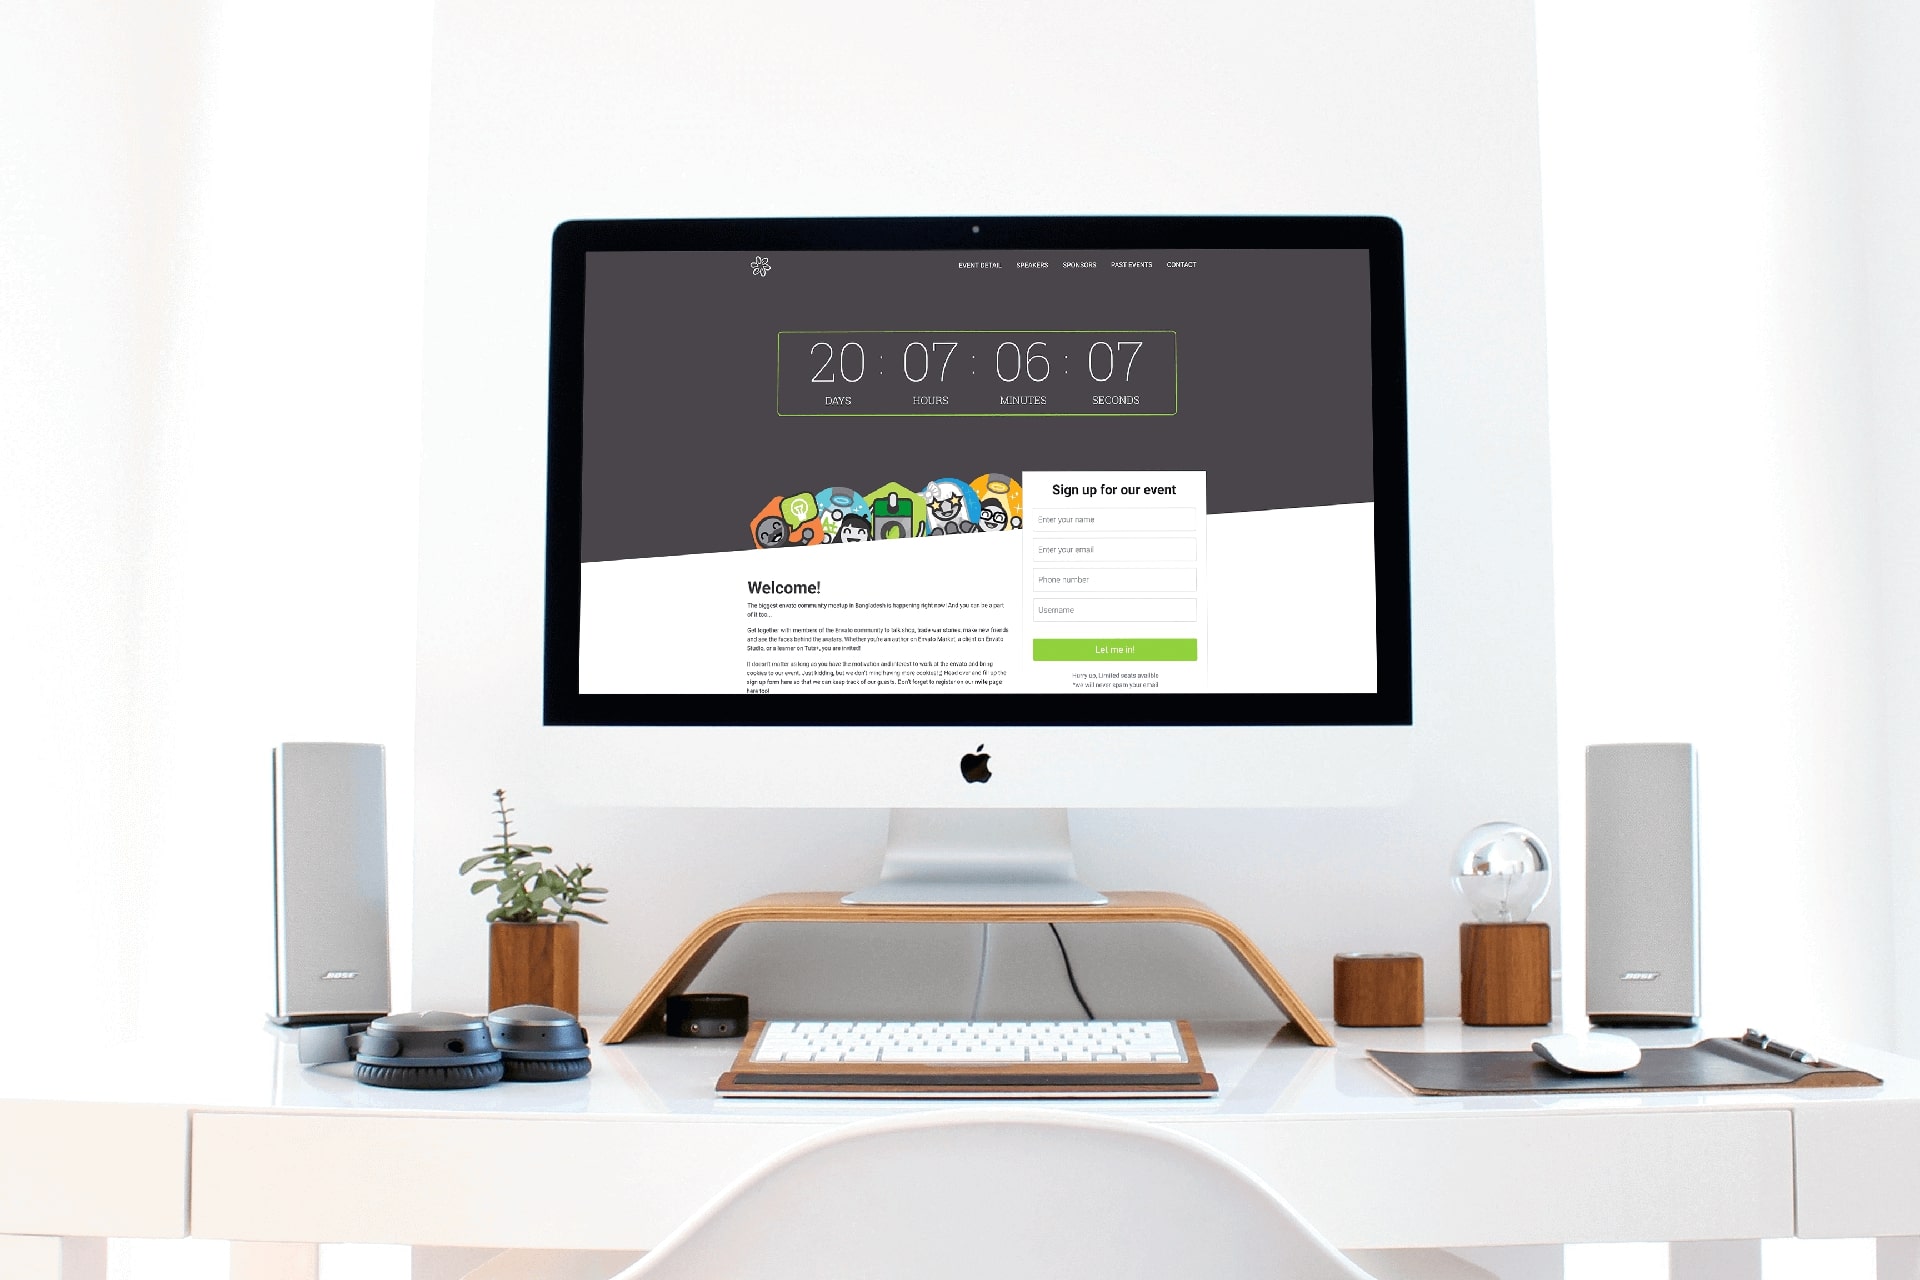 EVENT DETAIL SPEAKERS SPONSORS PAST EVENTS CONTACT
20 : 07 : 06 : 07
DAYS HOURS MINUTES SECONDS
Sign up for our event
Enter your name
Enter your email
Phone number
Username
Let me in!
Hurry up, Limited seats availble
*we will never spam your email
Welcome!
The biggest envato community meetup in Bangladesh is happening right now! And you can be a part
of it too...
Get together with members of the Envato community to talk shop, trade war stories, make new friends
and see the faces behind the avatars. Whether you're an author on Envato Market, a client on Envato
Studio, or a learner on Tuts+, you are invited!
It doesn't matter as long as you have the motivation and interest to work at the envato and bring
cookies to our event. Just kidding, but we don't mind having more cookies! Head over and fill up the
sign up form here so that we can keep track of our guests. Don't forget to register on our invite page
here too!
BOSE
BOSE